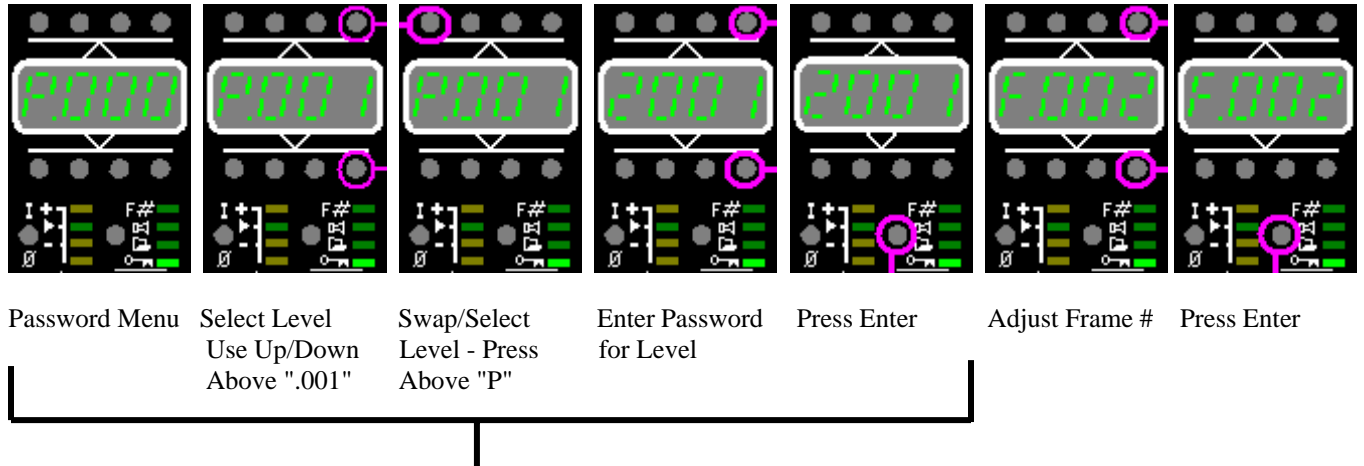 P.000 P.001 P.001 2001 2001 F.002 F.002
I + F# I + F# I + F# I + F# I + F# I + F# I + F#
- - - - - - -
Ø Ø Ø Ø Ø Ø Ø
Password Menu Select Level Swap/Select Enter Password Press Enter Adjust Frame # Press Enter
Use Up/Down Level - Press for Level
Above ".001" Above "P"